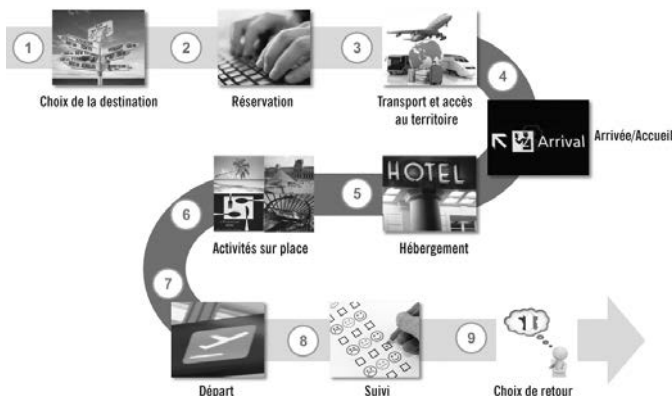 1
2
3
4
Choix de la destination
Réservation
Transport et accès
au territoire
Arrival
Arrivée/Accueil
HOTEL
6
5
Activités sur place
Hébergement
7
8
9
Départ
Suivi
Choix de retour